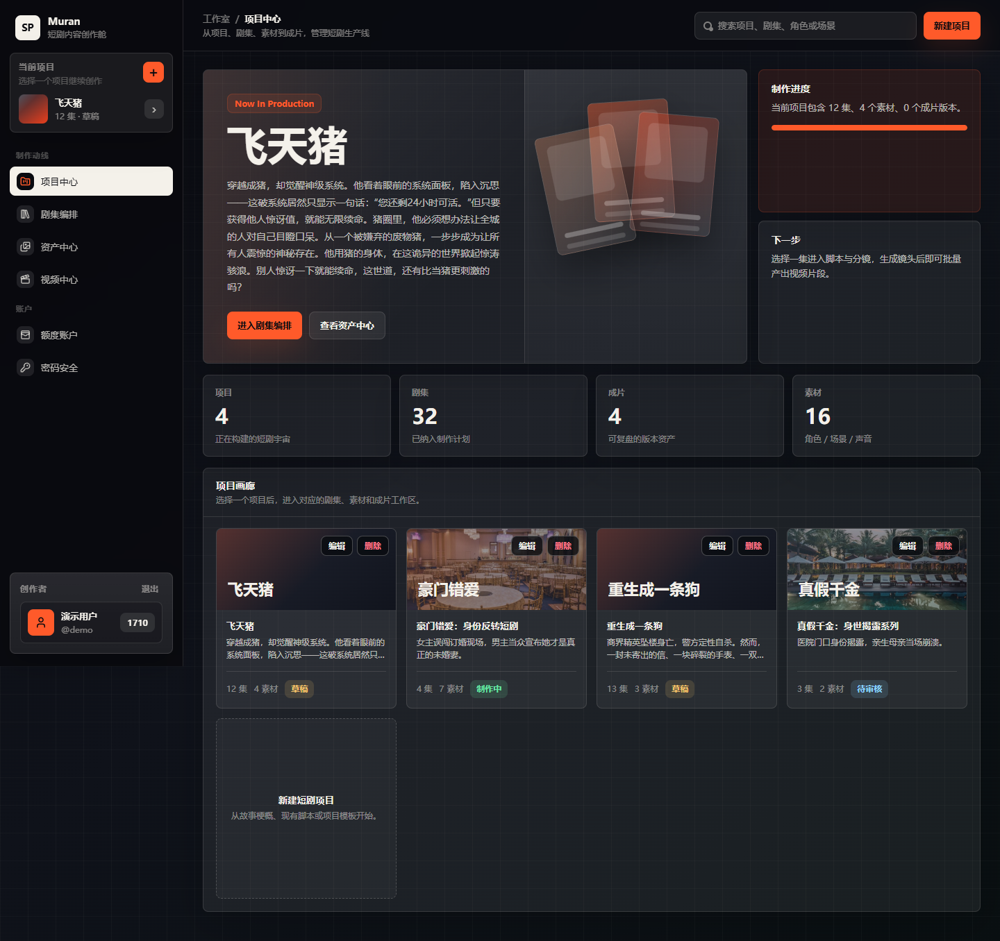 SP
Muran
短剧内容创作舱
当前项目
选择一个项目继续创作
+
飞天猪
12 集 · 草稿
›
制作动线
项目中心
剧集编排
资产中心
视频中心
账户
额度账户
密码安全
创作者
退出
演示用户
@demo
1710
工作室 / 项目中心
从项目、剧集、素材到成片，管理短剧生产线
搜索项目、剧集、角色或场景
新建项目
Now In Production
飞天猪
穿越成猪，却觉醒神级系统。他看着眼前的系统面板，陷入沉思
——这破系统居然只显示一句话：“您还剩24小时可活。”但只要
获得他人惊讶值，就能无限续命。猪圈里，他必须想办法让全城
的人对自己目瞪口呆。从一个被嫌弃的废物猪，一步步成为让所
有人震惊的神秘存在。他用猪的身体，在这诡异的世界掀起惊涛
骇浪。别人惊讶一下就能续命，这世道，还有比当猪更刺激的
吗？
进入剧集编排
查看资产中心
制作进度
当前项目包含 12 集、4 个素材、0 个成片版本。
下一步
选择一集进入脚本与分镜，生成镜头后即可批量
产出视频片段。
项目
4
正在构建的短剧宇宙
剧集
32
已纳入制作计划
成片
4
可复盘的版本资产
素材
16
角色 / 场景 / 声音
项目画廊
选择一个项目后，进入对应的剧集、素材和成片工作区。
编辑
删除
飞天猪
飞天猪
穿越成猪，却觉醒神级系统。他看着眼前的
系统面板，陷入沉思——这破系统居然只...
12 集 4 素材 草稿
编辑
删除
豪门错爱
豪门错爱：身份反转短剧
女主误闯订婚现场，男主当众宣布她才是真
正的未婚妻。
4 集 7 素材 制作中
编辑
删除
重生成一条狗
重生成一条狗
商界精英坠楼身亡，警方定性自杀。然而，
一封未寄出的信、一块碎裂的手表、一双...
13 集 3 素材 草稿
编辑
删除
真假千金
真假千金：身世揭露系列
医院门口身份揭露，亲生母亲当场崩溃。
3 集 2 素材 待审核
新建短剧项目
从故事梗概、现有脚本或项目模板开始。